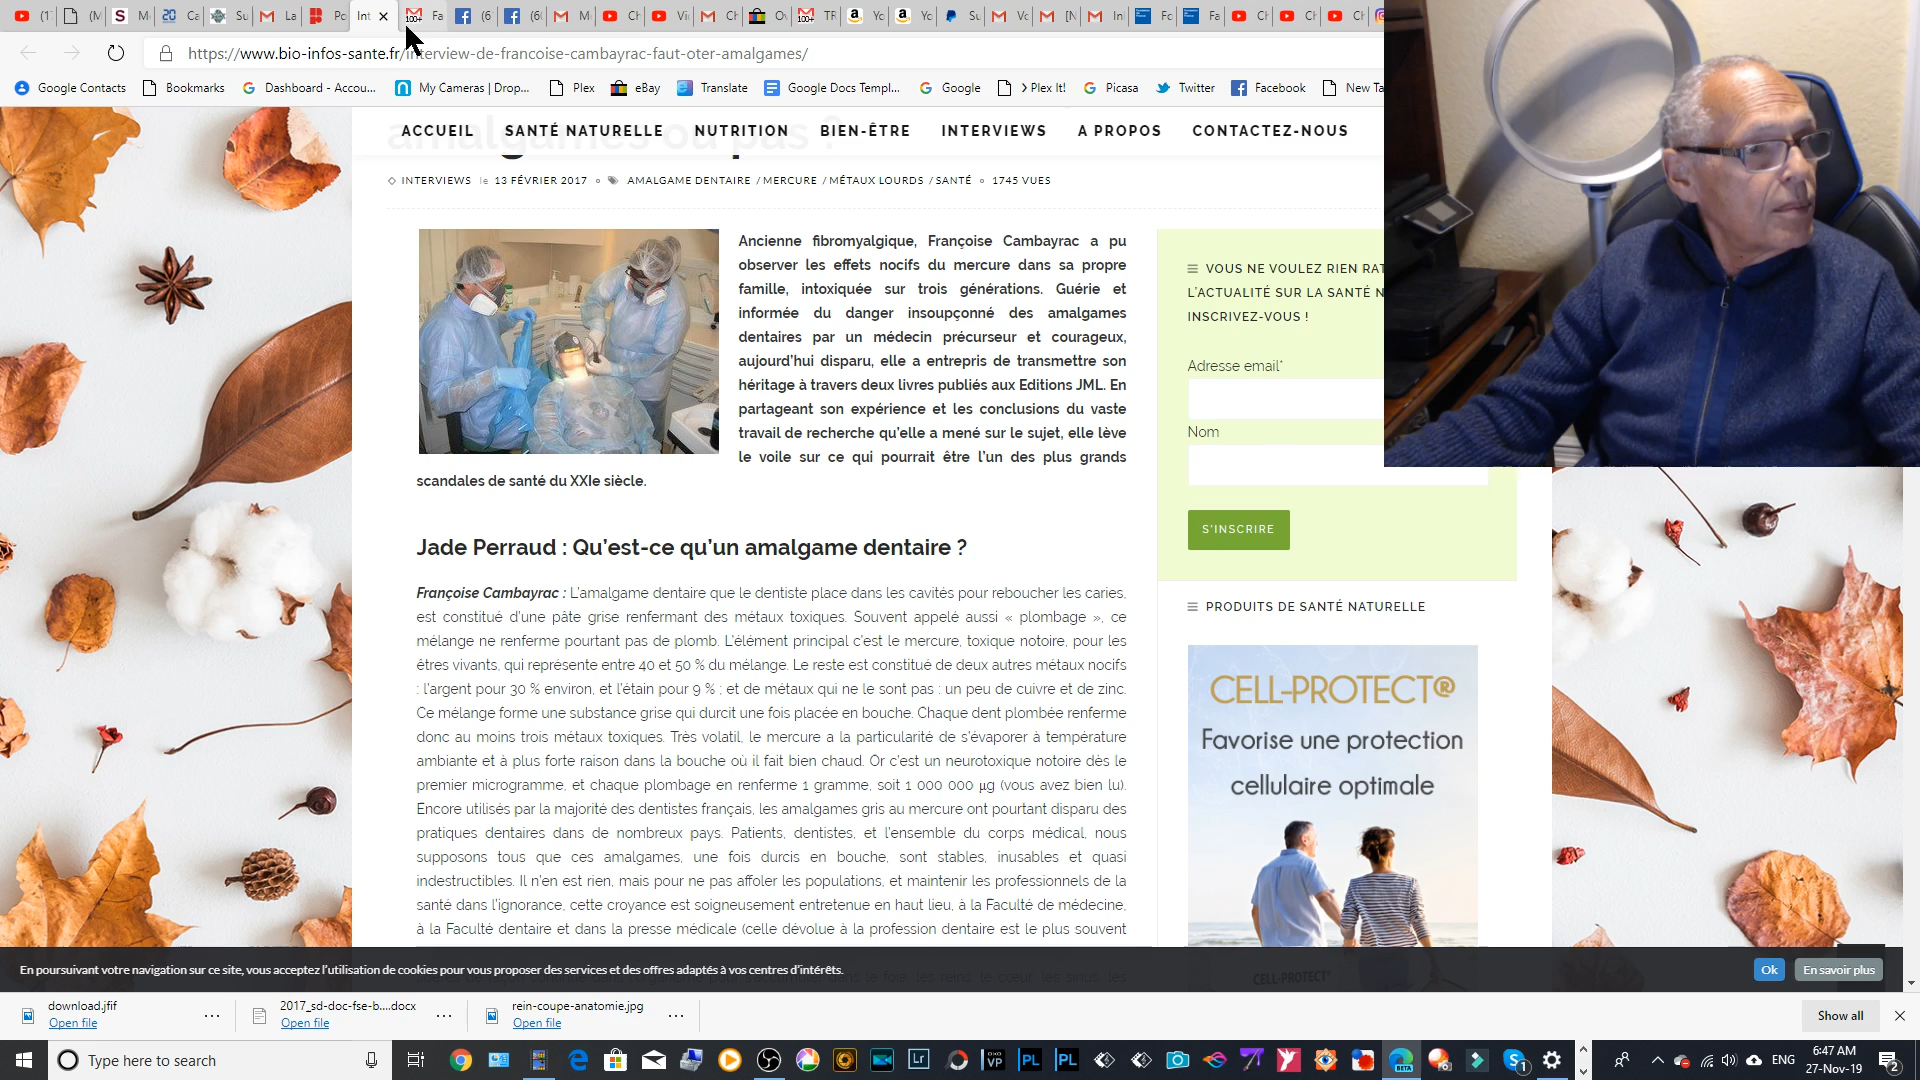 Int
https://www.bio-infos-sante.fr/interview-de-francoise-cambayrac-faut-oter-amalgames/
Google Contacts
Bookmarks
Dashboard - Accou...
My Cameras | Drop...
Plex
eBay
Translate
Google Docs Templ...
Google
> Plex It!
Picasa
Twitter
Facebook
New Ta
ACCUEIL SANTÉ NATURELLE NUTRITION BIEN-ÊTRE INTERVIEWS A PROPOS CONTACTEZ-NOUS
amalgames ou pas ?
INTERVIEWS le 13 FÉVRIER 2017 AMALGAME DENTAIRE / MERCURE / MÉTAUX LOURDS / SANTÉ 1745 VUES
Ancienne fibromyalgique, Françoise Cambayrac a pu
observer les effets nocifs du mercure dans sa propre
famille, intoxiquée sur trois générations. Guérie et
informée du danger insoupçonné des amalgames
dentaires par un médecin précurseur et courageux,
aujourd'hui disparu, elle a entrepris de transmettre son
héritage à travers deux livres publiés aux Editions JML. En
partageant son expérience et les conclusions du vaste
travail de recherche qu'elle a mené sur le sujet, elle lève
le voile sur ce qui pourrait être l'un des plus grands
scandales de santé du XXIe siècle.
Jade Perraud : Qu'est-ce qu'un amalgame dentaire ?
Françoise Cambayrac : L'amalgame dentaire que le dentiste place dans les cavités pour reboucher les caries,
est constitué d'une pâte grise renfermant des métaux toxiques. Souvent appelé aussi « plombage », ce
mélange ne renferme pourtant pas de plomb. L'élément principal c'est le mercure, toxique notoire, pour les
êtres vivants, qui représente entre 40 et 50 % du mélange. Le reste est constitué de deux autres métaux nocifs
: l'argent pour 30 % environ, et l'étain pour 9 % ; et de métaux qui ne le sont pas : un peu de cuivre et de zinc.
Ce mélange forme une substance grise qui durcit une fois placée en bouche. Chaque dent plombée renferme
donc au moins trois métaux toxiques. Très volatil, le mercure a la particularité de s'évaporer à température
ambiante et à plus forte raison dans la bouche où il fait bien chaud. Or c'est un neurotoxique notoire dès le
premier microgramme, et chaque plombage en renferme 1 gramme, soit 1 000 000 µg (vous avez bien lu).
Encore utilisés par la majorité des dentistes français, les amalgames gris au mercure ont pourtant disparu des
pratiques dentaires dans de nombreux pays. Patients, dentistes, et l'ensemble du corps médical, nous
supposons tous que ces amalgames, une fois durcis en bouche, sont stables, inusables et quasi
indestructibles. Il n'en est rien, mais pour ne pas affoler les populations, et maintenir les professionnels de la
santé dans l'ignorance, cette croyance est soigneusement entretenue en haut lieu, à la Faculté de médecine,
à la Faculté dentaire et dans la presse médicale (celle dévolue à la profession dentaire est le plus souvent
VOUS NE VOULEZ RIEN RAT
L'ACTUALITÉ SUR LA SANTÉ N
INSCRIVEZ-VOUS !
Adresse email*
Nom
S'INSCRIRE
PRODUITS DE SANTÉ NATURELLE
CELL-PROTECT®
Favorise une protection
cellulaire optimale
CELL-PROTECT®
En poursuivant votre navigation sur ce site, vous acceptez l'utilisation de cookies pour vous proposer des services et des offres adaptés à vos centres d'intérêts.
Ok
En savoir plus
download.jfif
Open file
2017_sd-doc-fse-b....docx
Open file
rein-coupe-anatomie.jpg
Open file
Show all
Type here to search
ENG
6:47 AM
27-Nov-19